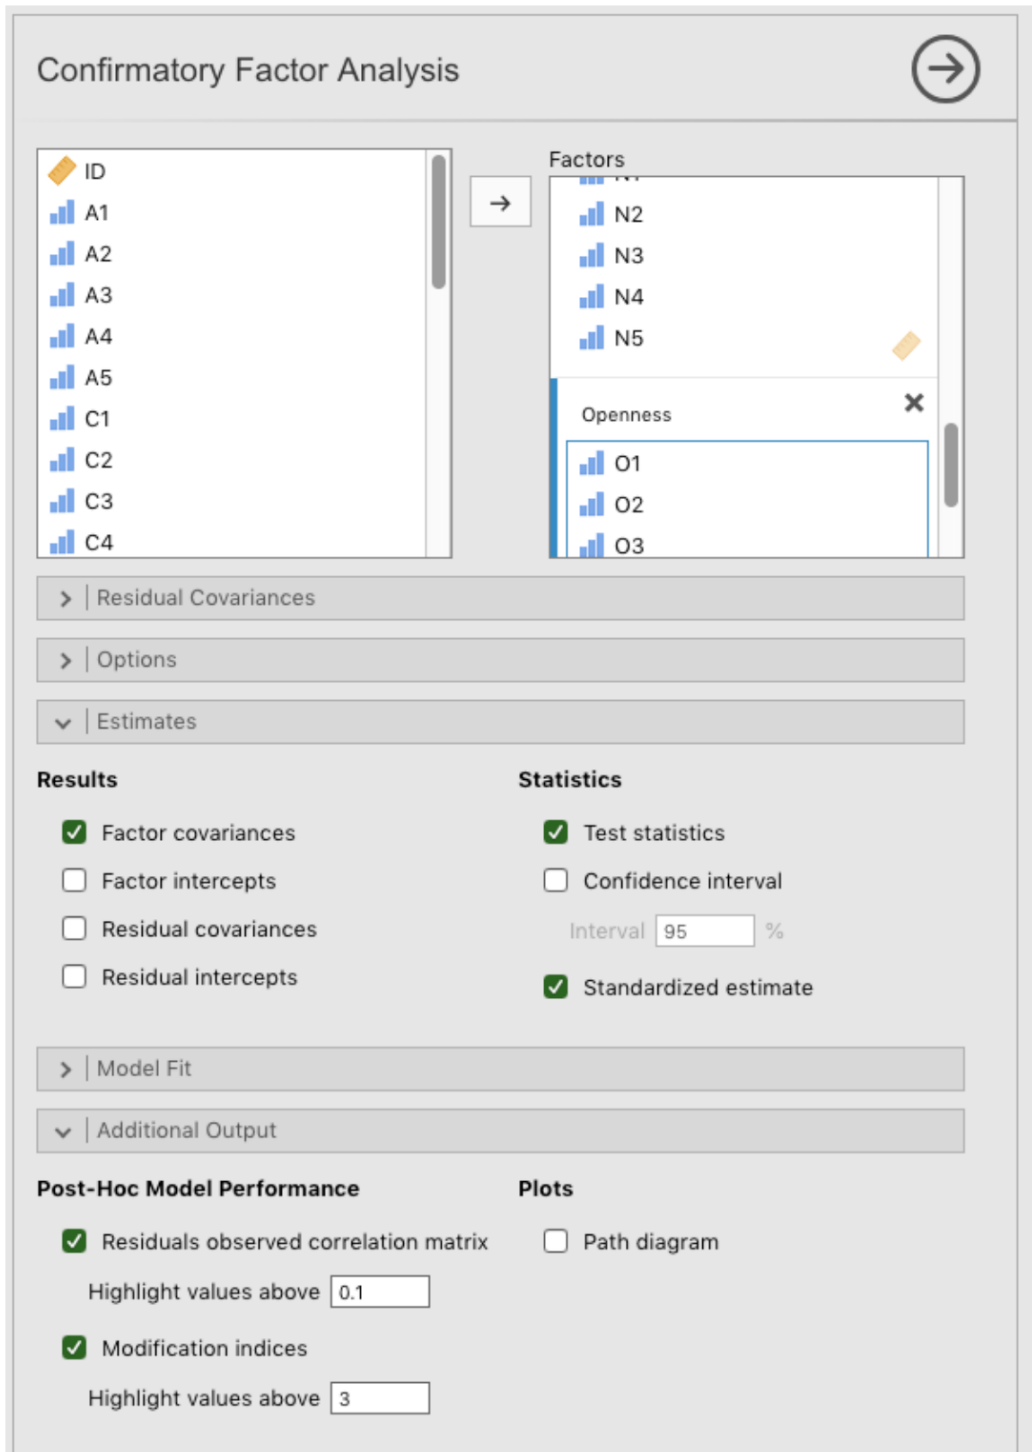 Confirmatory Factor Analysis
ID
A1
A2
A3
A4
A5
C1
C2
C3
C4
Factors
N2
N3
N4
N5
Openness
O1
O2
O3
Residual Covariances
Options
Estimates
Results
Factor covariances
Factor intercepts
Residual covariances
Residual intercepts
Statistics
Test statistics
Confidence interval
Interval 95 %
Standardized estimate
Model Fit
Additional Output
Post-Hoc Model Performance
Residuals observed correlation matrix
Highlight values above 0.1
Modification indices
Highlight values above 3
Plots
Path diagram